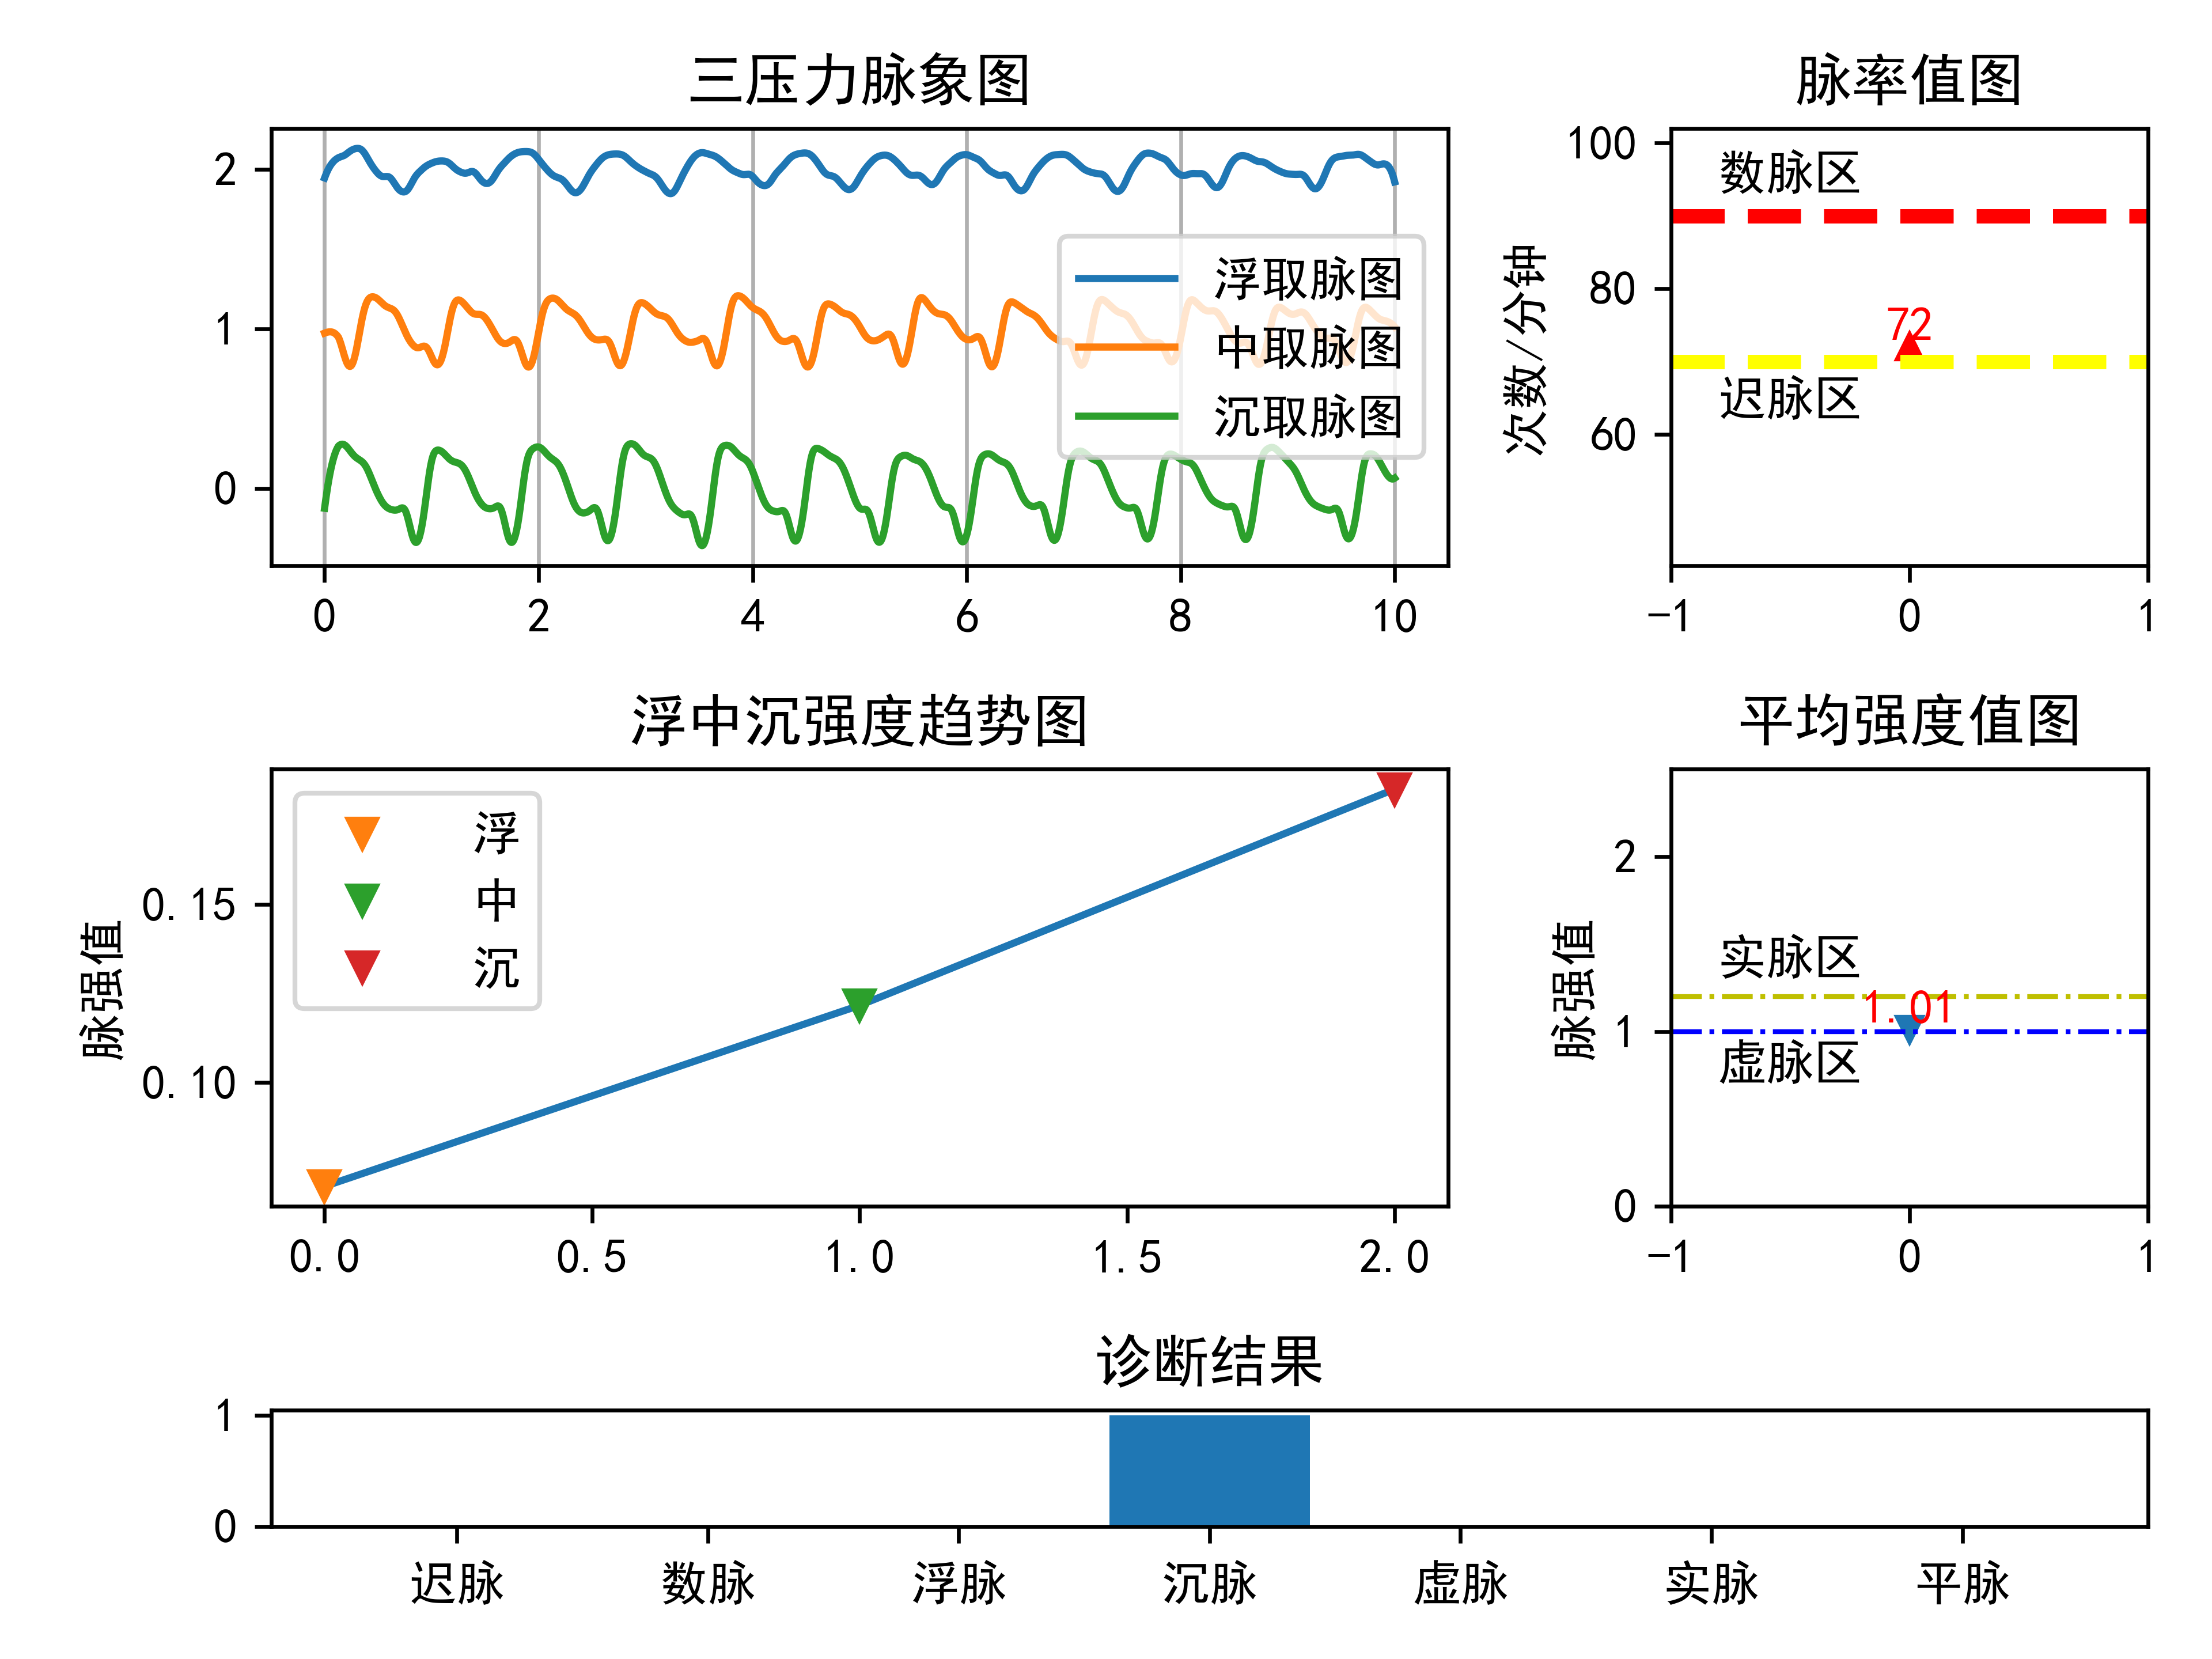 三压力脉象图
2
1
0
浮取脉图
中取脉图
沉取脉图
0 2 4 6 8 10
脉率值图
次数/分钟
100
80
60
数脉区
72
迟脉区
-1 0 1
浮中沉强度趋势图
脉强值
0.15
0.10
浮
中
沉
0.0 0.5 1.0 1.5 2.0
平均强度值图
脉强值
2
1
0
实脉区
1.01
虚脉区
-1 0 1
诊断结果
1
0
迟脉 数脉 浮脉 沉脉 虚脉 实脉 平脉